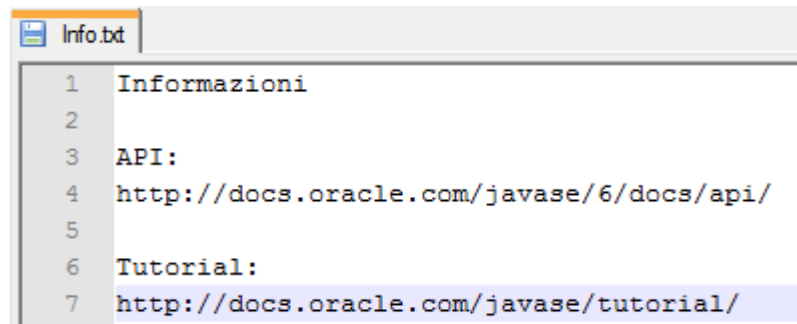 Info.txt
1 Informazioni
2
3 API:
4 http://docs.oracle.com/javase/6/docs/api/
5
6 Tutorial:
7 http://docs.oracle.com/javase/tutorial/